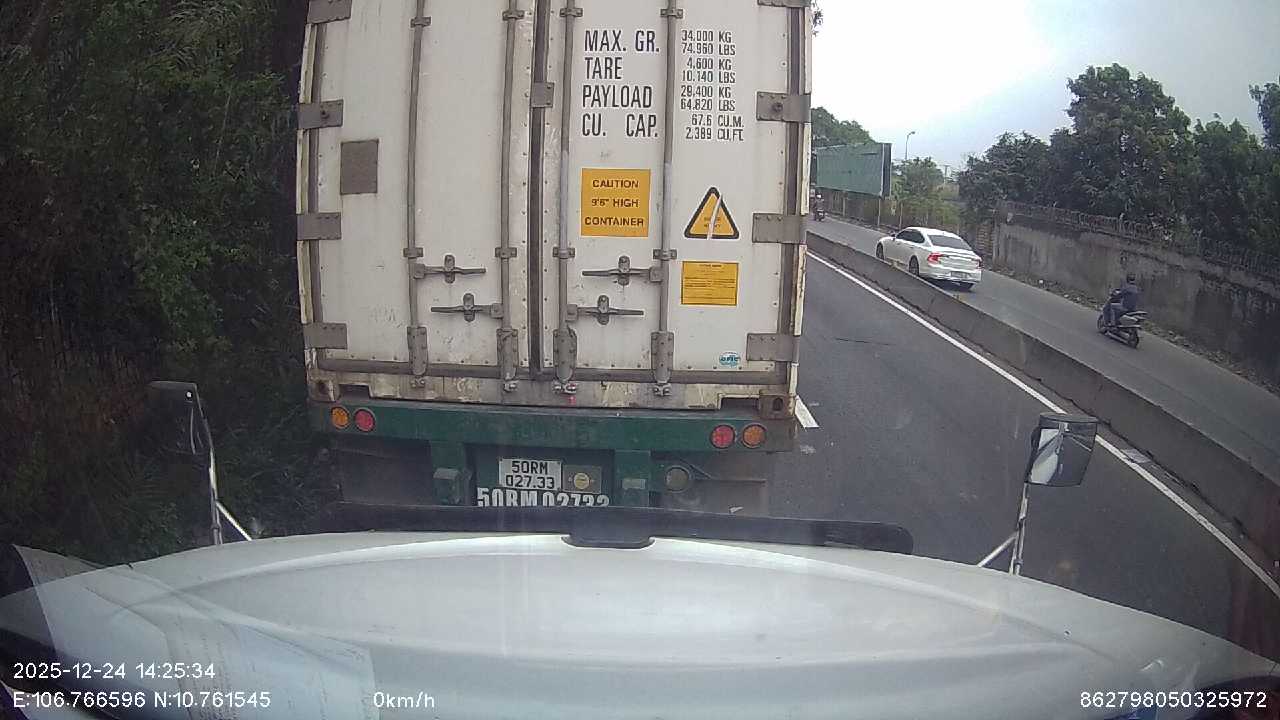 MAX. GR. 34,000 KG
74,960 LBS
TARE 4,600 KG
10,140 LBS
PAYLOAD 29,400 KG
64,820 LBS
CU. CAP. 67.6 CU.M.
2,389 CU.FT.
CAUTION
9'6" HIGH
CONTAINER
50RM
027.33
50RM02733
2025-12-24 14:25:34
E:106.766596 N:10.761545 0km/h 862798050325972